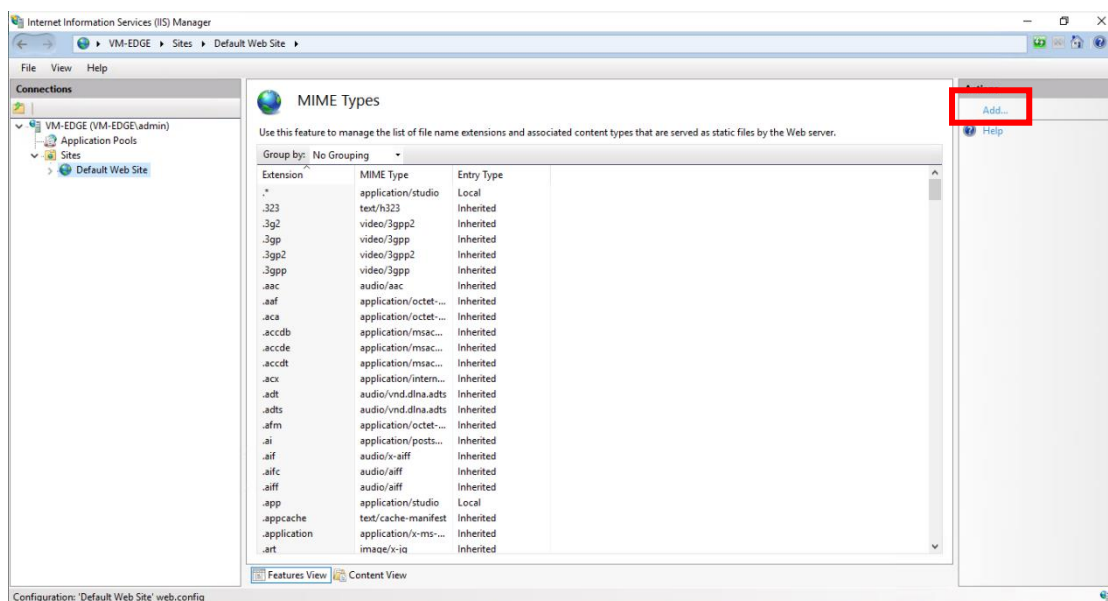 Internet Information Services (IIS) Manager
VM-EDGE Sites Default Web Site
File View Help
Connections
VM-EDGE (VM-EDGE\admin)
Application Pools
Sites
Default Web Site
MIME Types
Use this feature to manage the list of file name extensions and associated content types that are served as static files by the Web server.
Group by: No Grouping
Extension MIME Type Entry Type
.* application/studio Local
.323 text/h323 Inherited
.3g2 video/3gpp2 Inherited
.3gp video/3gpp Inherited
.3gp2 video/3gpp2 Inherited
.3gpp video/3gpp Inherited
.aac audio/aac Inherited
.aaf application/octet-... Inherited
.aca application/octet-... Inherited
.accdb application/msac... Inherited
.accde application/msac... Inherited
.accdt application/msac... Inherited
.acx application/intern... Inherited
.adt audio/vnd.dlna.adts Inherited
.adts audio/vnd.dlna.adts Inherited
.afm application/octet-... Inherited
.ai application/posts... Inherited
.aif audio/x-aiff Inherited
.aifc audio/aiff Inherited
.aiff audio/aiff Inherited
.app application/studio Local
.appcache text/cache-manifest Inherited
.application application/x-ms-... Inherited
.art image/x-jg Inherited
Features View Content View
Add...
Help
Configuration: 'Default Web Site' web.config